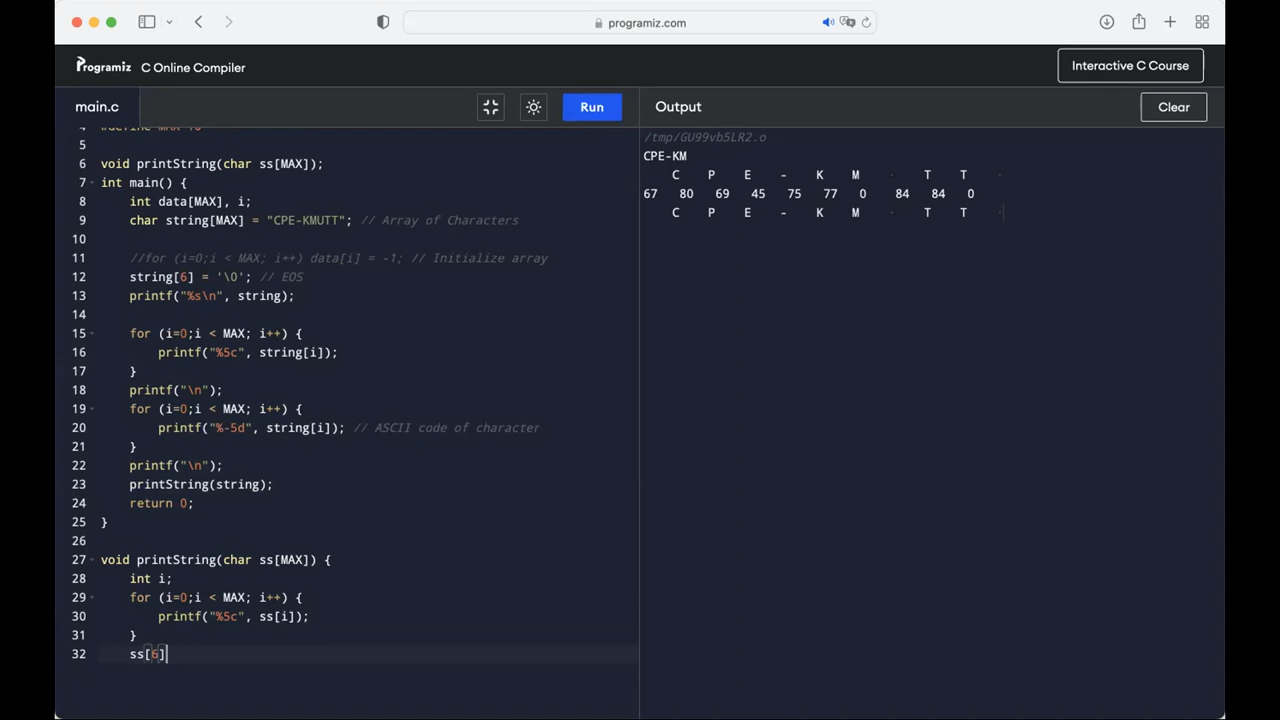 programiz.com
Programiz C Online Compiler
Interactive C Course
main.c
Run
Output
Clear
4 #define MAX 10
5
6 void printString(char ss[MAX]);
7 int main() {
8 int data[MAX], i;
9 char string[MAX] = "CPE-KMUTT"; // Array of Characters
10
11 //for (i=0;i < MAX; i++) data[i] = -1; // Initialize array
12 string[6] = '\0'; // EOS
13 printf("%s\n", string);
14
15 for (i=0;i < MAX; i++) {
16 printf("%5c", string[i]);
17 }
18 printf("\n");
19 for (i=0;i < MAX; i++) {
20 printf("%-5d", string[i]); // ASCII code of character
21 }
22 printf("\n");
23 printString(string);
24 return 0;
25 }
26
27 void printString(char ss[MAX]) {
28 int i;
29 for (i=0;i < MAX; i++) {
30 printf("%5c", ss[i]);
31 }
32 ss[6]
/tmp/GU99vb5LR2.o
CPE-KM
C P E - K M · T T ·
67 80 69 45 75 77 0 84 84 0
C P E - K M · T T ·